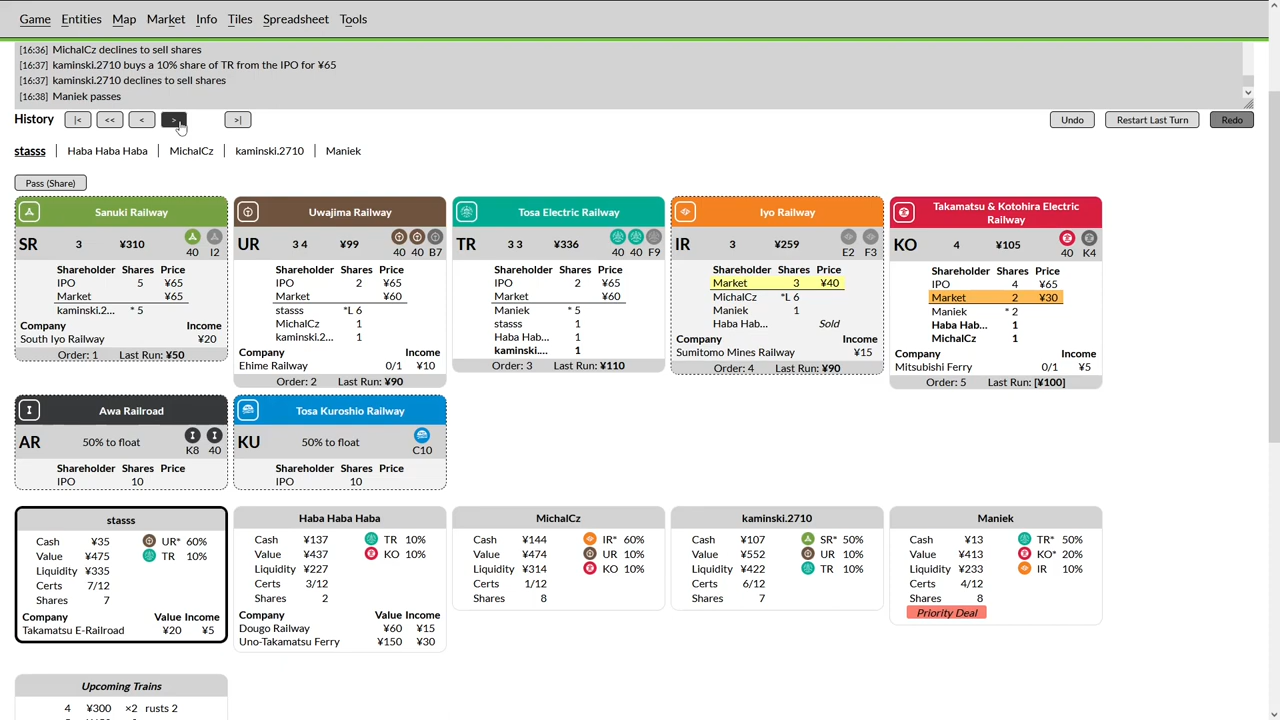 Game Entities Map Market Info Tiles Spreadsheet Tools
[16:36] MichalCz declines to sell shares
[16:37] kaminski.2710 buys a 10% share of TR from the IPO for ¥65
[16:37] kaminski.2710 declines to sell shares
[16:38] Maniek passes
History |< << < > >| Undo Restart Last Turn Redo
stasss | Haba Haba Haba | MichalCz | kaminski.2710 | Maniek
Pass (Share)
Sanuki Railway
SR 3 ¥310 40 I2
Shareholder Shares Price
IPO 5 ¥65
Market ¥65
kaminski.2... * 5
Company Income
South Iyo Railway ¥20
Order: 1 Last Run: ¥50
Uwajima Railway
UR 3 4 ¥99 40 40 B7
Shareholder Shares Price
IPO 2 ¥65
Market ¥60
stasss *L 6
MichalCz 1
kaminski.2... 1
Company Income
Ehime Railway 0/1 ¥10
Order: 2 Last Run: ¥90
Tosa Electric Railway
TR 3 3 ¥336 40 40 F9
Shareholder Shares Price
IPO 2 ¥65
Market ¥60
Maniek * 5
stasss 1
Haba Hab... 1
kaminski.... 1
Order: 3 Last Run: ¥110
Iyo Railway
IR 3 ¥259 E2 F3
Shareholder Shares Price
Market 3 ¥40
MichalCz *L 6
Maniek 1
Haba Hab... Sold
Company Income
Sumitomo Mines Railway ¥15
Order: 4 Last Run: ¥90
Takamatsu & Kotohira Electric
Railway
KO 4 ¥105 40 K4
Shareholder Shares Price
IPO 4 ¥65
Market 2 ¥30
Maniek * 2
Haba Hab... 1
MichalCz 1
Company Income
Mitsubishi Ferry 0/1 ¥5
Order: 5 Last Run: [¥100]
Awa Railroad
AR 50% to float K8 40
Shareholder Shares Price
IPO 10
Tosa Kuroshio Railway
KU 50% to float C10
Shareholder Shares Price
IPO 10
stasss
Cash ¥35 UR* 60%
Value ¥475 TR 10%
Liquidity ¥335
Certs 7/12
Shares 7
Company Value Income
Takamatsu E-Railroad ¥20 ¥5
Haba Haba Haba
Cash ¥137 TR 10%
Value ¥437 KO 10%
Liquidity ¥227
Certs 3/12
Shares 2
Company Value Income
Dougo Railway ¥60 ¥15
Uno-Takamatsu Ferry ¥150 ¥30
MichalCz
Cash ¥144 IR* 60%
Value ¥474 UR 10%
Liquidity ¥314 KO 10%
Certs 1/12
Shares 8
kaminski.2710
Cash ¥107 SR* 50%
Value ¥552 UR 10%
Liquidity ¥422 TR 10%
Certs 6/12
Shares 7
Maniek
Cash ¥13 TR* 50%
Value ¥413 KO* 20%
Liquidity ¥233 IR 10%
Certs 4/12
Shares 8
Priority Deal
Upcoming Trains
4 ¥300 ×2 rusts 2